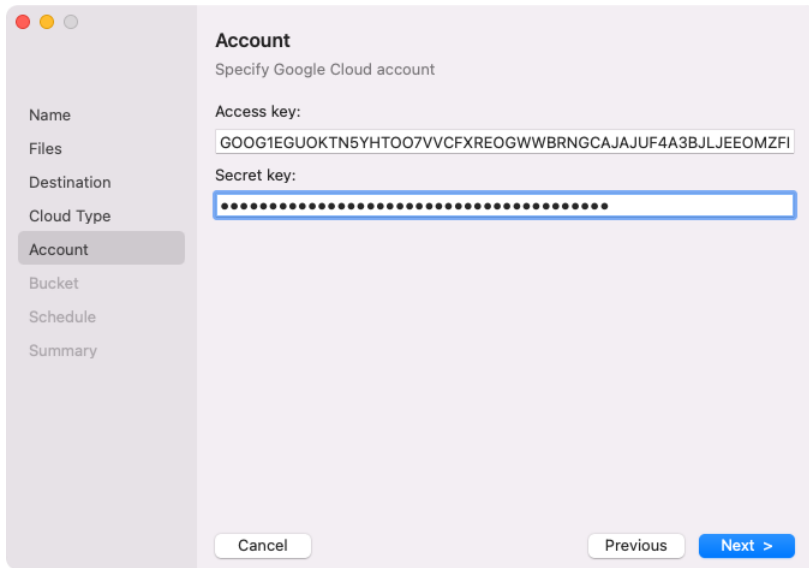 Account
Specify Google Cloud account
Name
Files
Destination
Cloud Type
Account
Bucket
Schedule
Summary
Access key:
GOOG1EGUOKTN5YHTOO7VVCFXREOGWWBRNGCAJAJUF4A3BJLJEEOMZFI
Secret key:
••••••••••••••••••••••••••••••••••••••••
Cancel
Previous
Next >